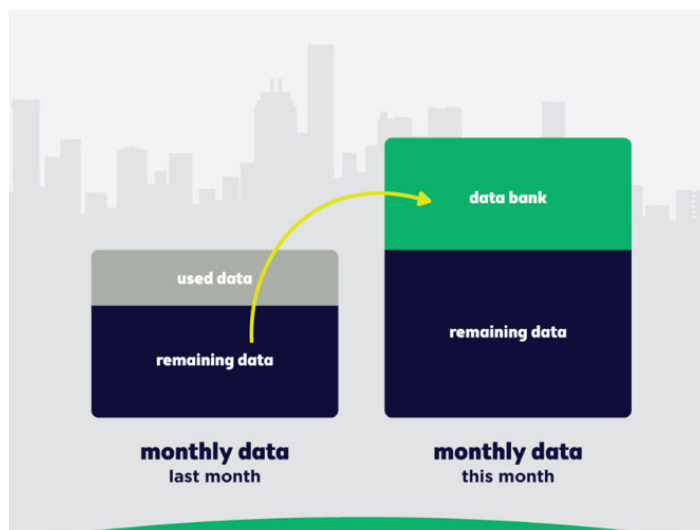 data bank
used data
remaining data
remaining data
monthly data
last month
monthly data
this month